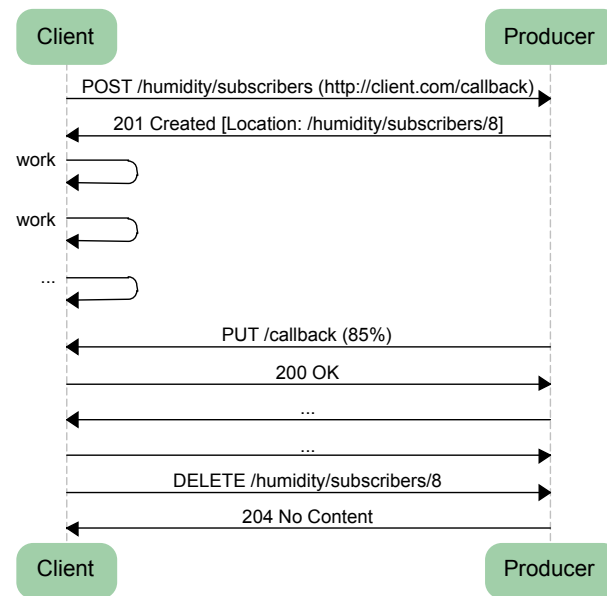 Client
Producer
POST /humidity/subscribers (http://client.com/callback)
201 Created [Location: /humidity/subscribers/8]
work
work
...
PUT /callback (85%)
200 OK
...
...
DELETE /humidity/subscribers/8
204 No Content
Client
Producer